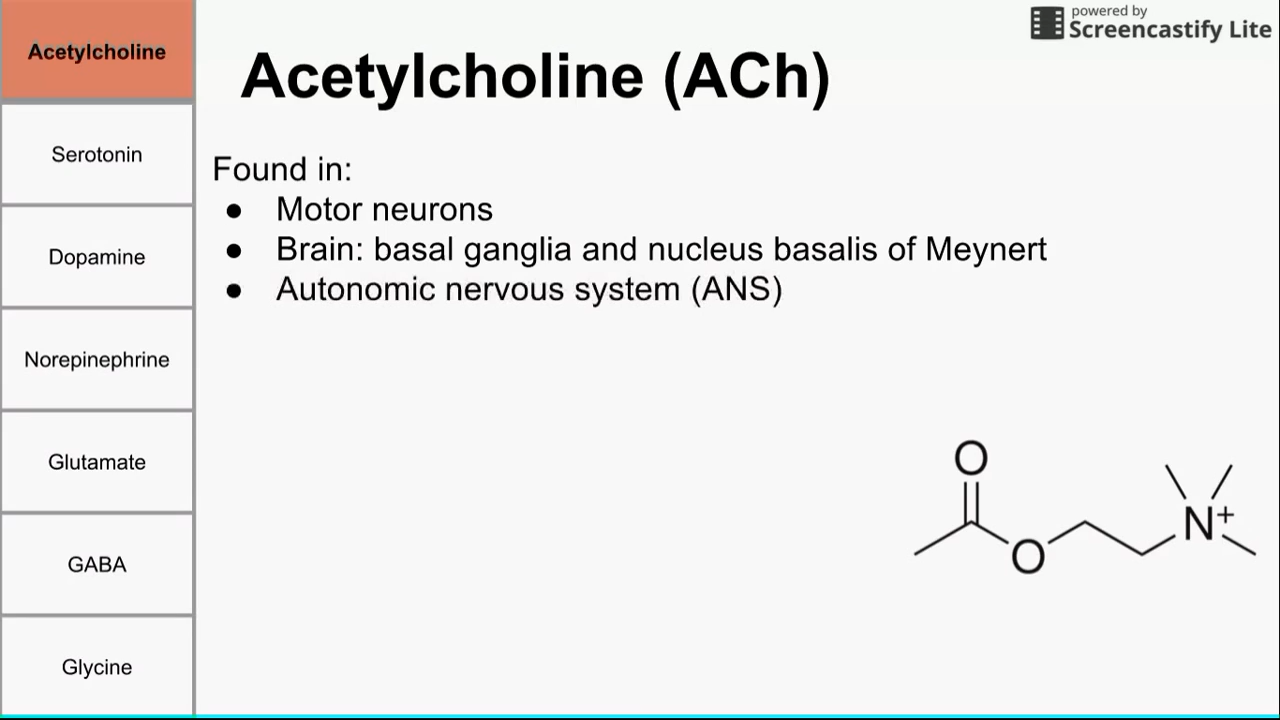 Acetylcholine
Serotonin
Dopamine
Norepinephrine
Glutamate
GABA
Glycine
powered by
Screencastify Lite
Acetylcholine (ACh)
Found in:
● Motor neurons
● Brain: basal ganglia and nucleus basalis of Meynert
● Autonomic nervous system (ANS)
O
O
N+